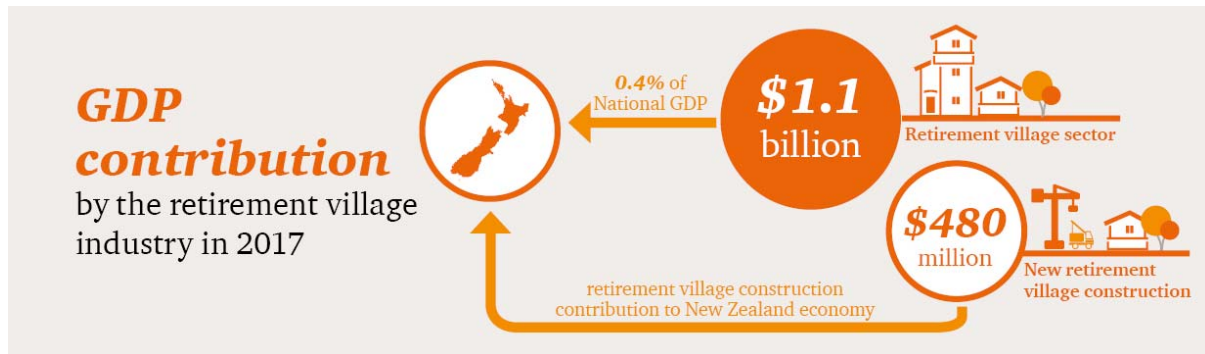 GDP
contribution
by the retirement village
industry in 2017
0.4% of
National GDP
$1.1
billion
Retirement village sector
$480
million
New retirement
village construction
retirement village construction
contribution to New Zealand economy